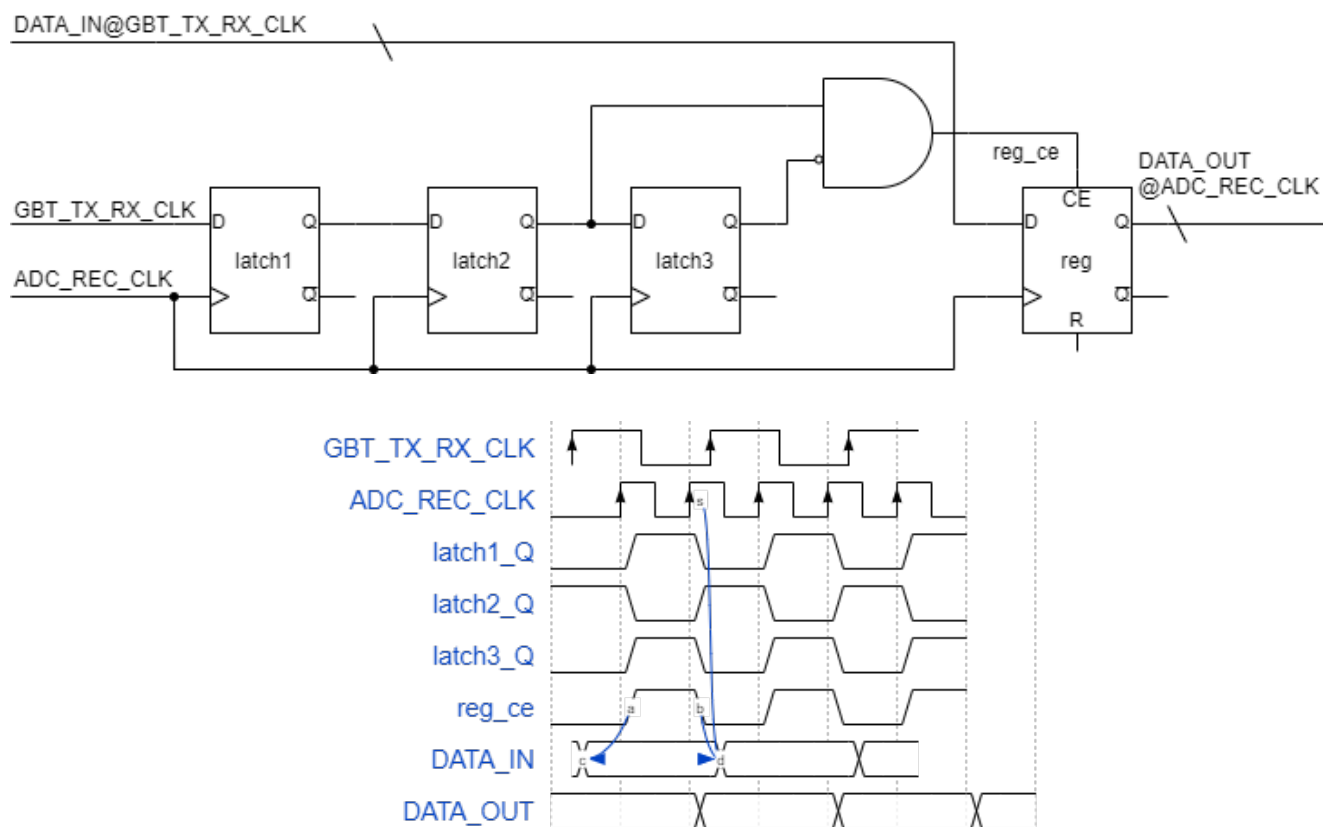 DATA_IN@GBT_TX_RX_CLK
reg_ce
DATA_OUT
@ADC_REC_CLK
GBT_TX_RX_CLK
D Q D Q D Q D CE Q
latch1 latch2 latch3 reg
ADC_REC_CLK
Q Q Q Q
R
GBT_TX_RX_CLK
ADC_REC_CLK
s
latch1_Q
latch2_Q
latch3_Q
reg_ce
a b
DATA_IN
c d
DATA_OUT